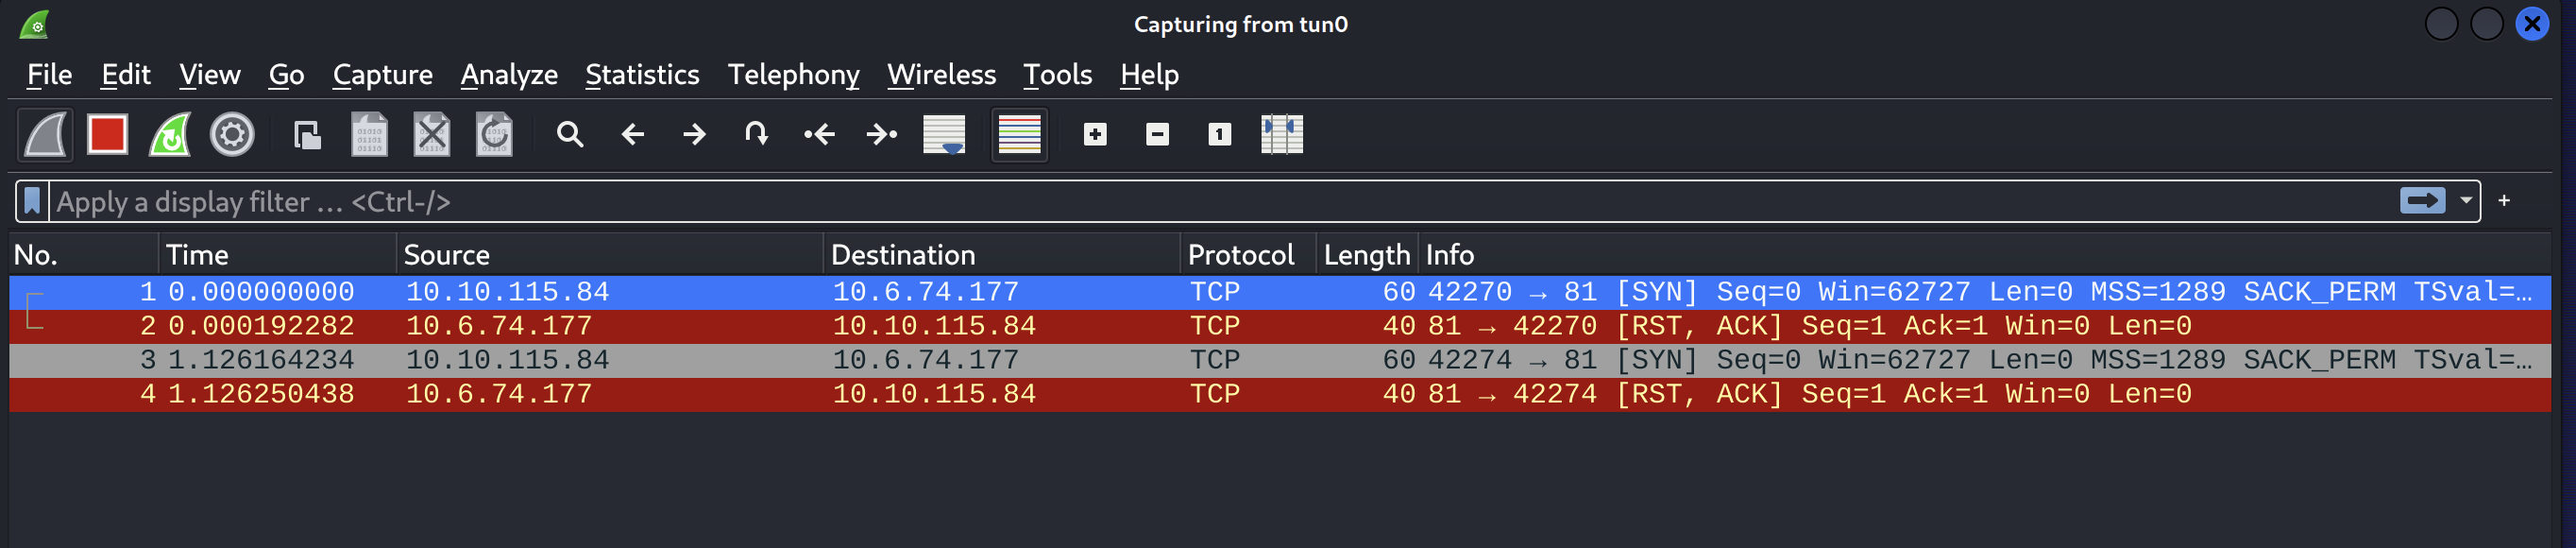 Capturing from tun0
File Edit View Go Capture Analyze Statistics Telephony Wireless Tools Help
Apply a display filter … <Ctrl-/>
No. Time Source Destination Protocol Length Info
1 0.000000000 10.10.115.84 10.6.74.177 TCP 60 42270 → 81 [SYN] Seq=0 Win=62727 Len=0 MSS=1289 SACK_PERM TSval=…
2 0.000192282 10.6.74.177 10.10.115.84 TCP 40 81 → 42270 [RST, ACK] Seq=1 Ack=1 Win=0 Len=0
3 1.126164234 10.10.115.84 10.6.74.177 TCP 60 42274 → 81 [SYN] Seq=0 Win=62727 Len=0 MSS=1289 SACK_PERM TSval=…
4 1.126250438 10.6.74.177 10.10.115.84 TCP 40 81 → 42274 [RST, ACK] Seq=1 Ack=1 Win=0 Len=0